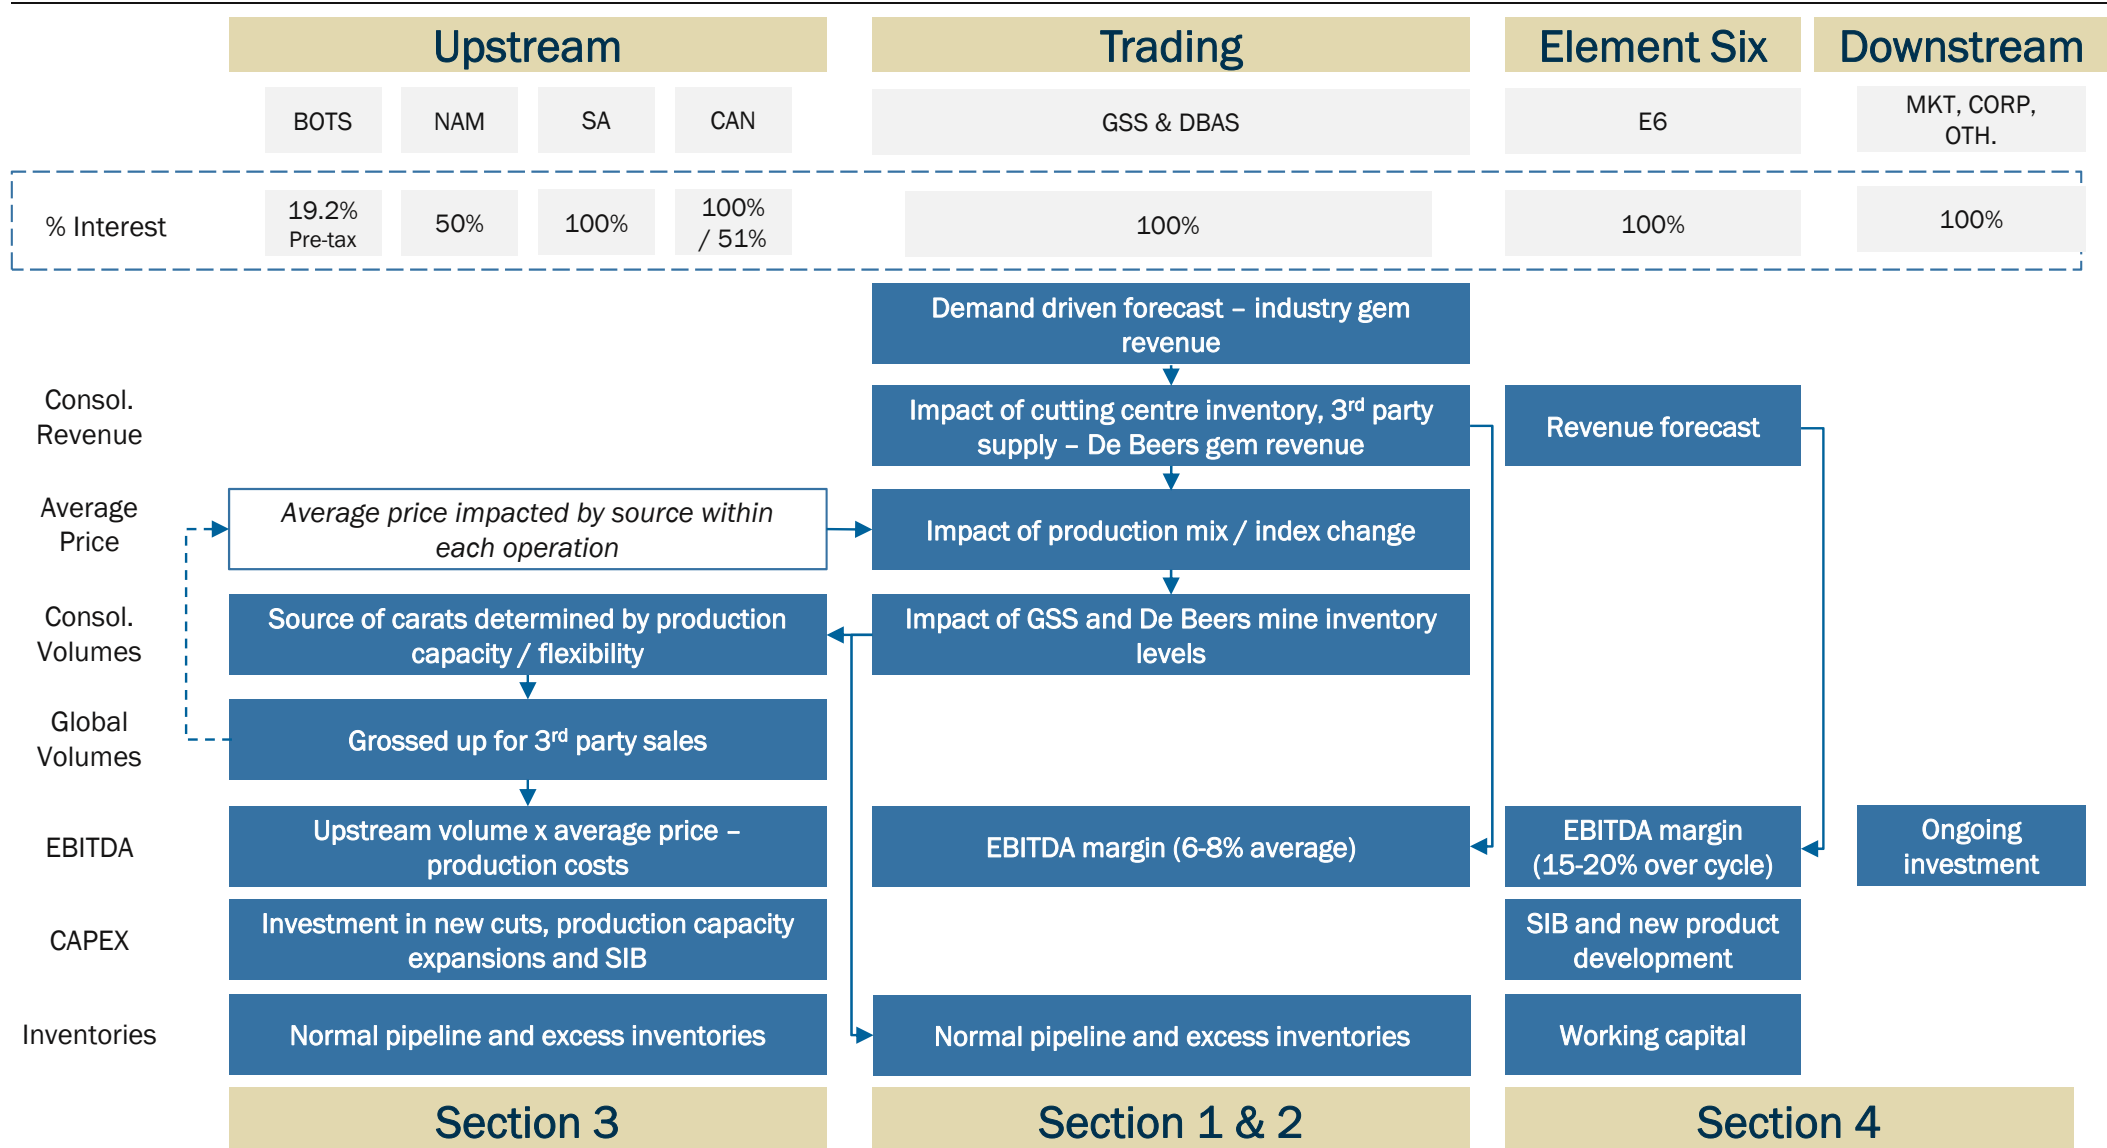 Upstream
Trading
Element Six
Downstream
BOTS
NAM
SA
CAN
GSS & DBAS
E6
MKT, CORP,
OTH.
% Interest
19.2%
Pre-tax
50%
100%
100%
/ 51%
100%
100%
100%
Demand driven forecast – industry gem
revenue
Consol.
Revenue
Impact of cutting centre inventory, 3rd party
supply – De Beers gem revenue
Revenue forecast
Average
Price
Average price impacted by source within
each operation
Impact of production mix / index change
Consol.
Volumes
Source of carats determined by production
capacity / flexibility
Impact of GSS and De Beers mine inventory
levels
Global
Volumes
Grossed up for 3rd party sales
EBITDA
Upstream volume x average price –
production costs
EBITDA margin (6-8% average)
EBITDA margin
(15-20% over cycle)
Ongoing
investment
CAPEX
Investment in new cuts, production capacity
expansions and SIB
SIB and new product
development
Inventories
Normal pipeline and excess inventories
Normal pipeline and excess inventories
Working capital
Section 3
Section 1 & 2
Section 4